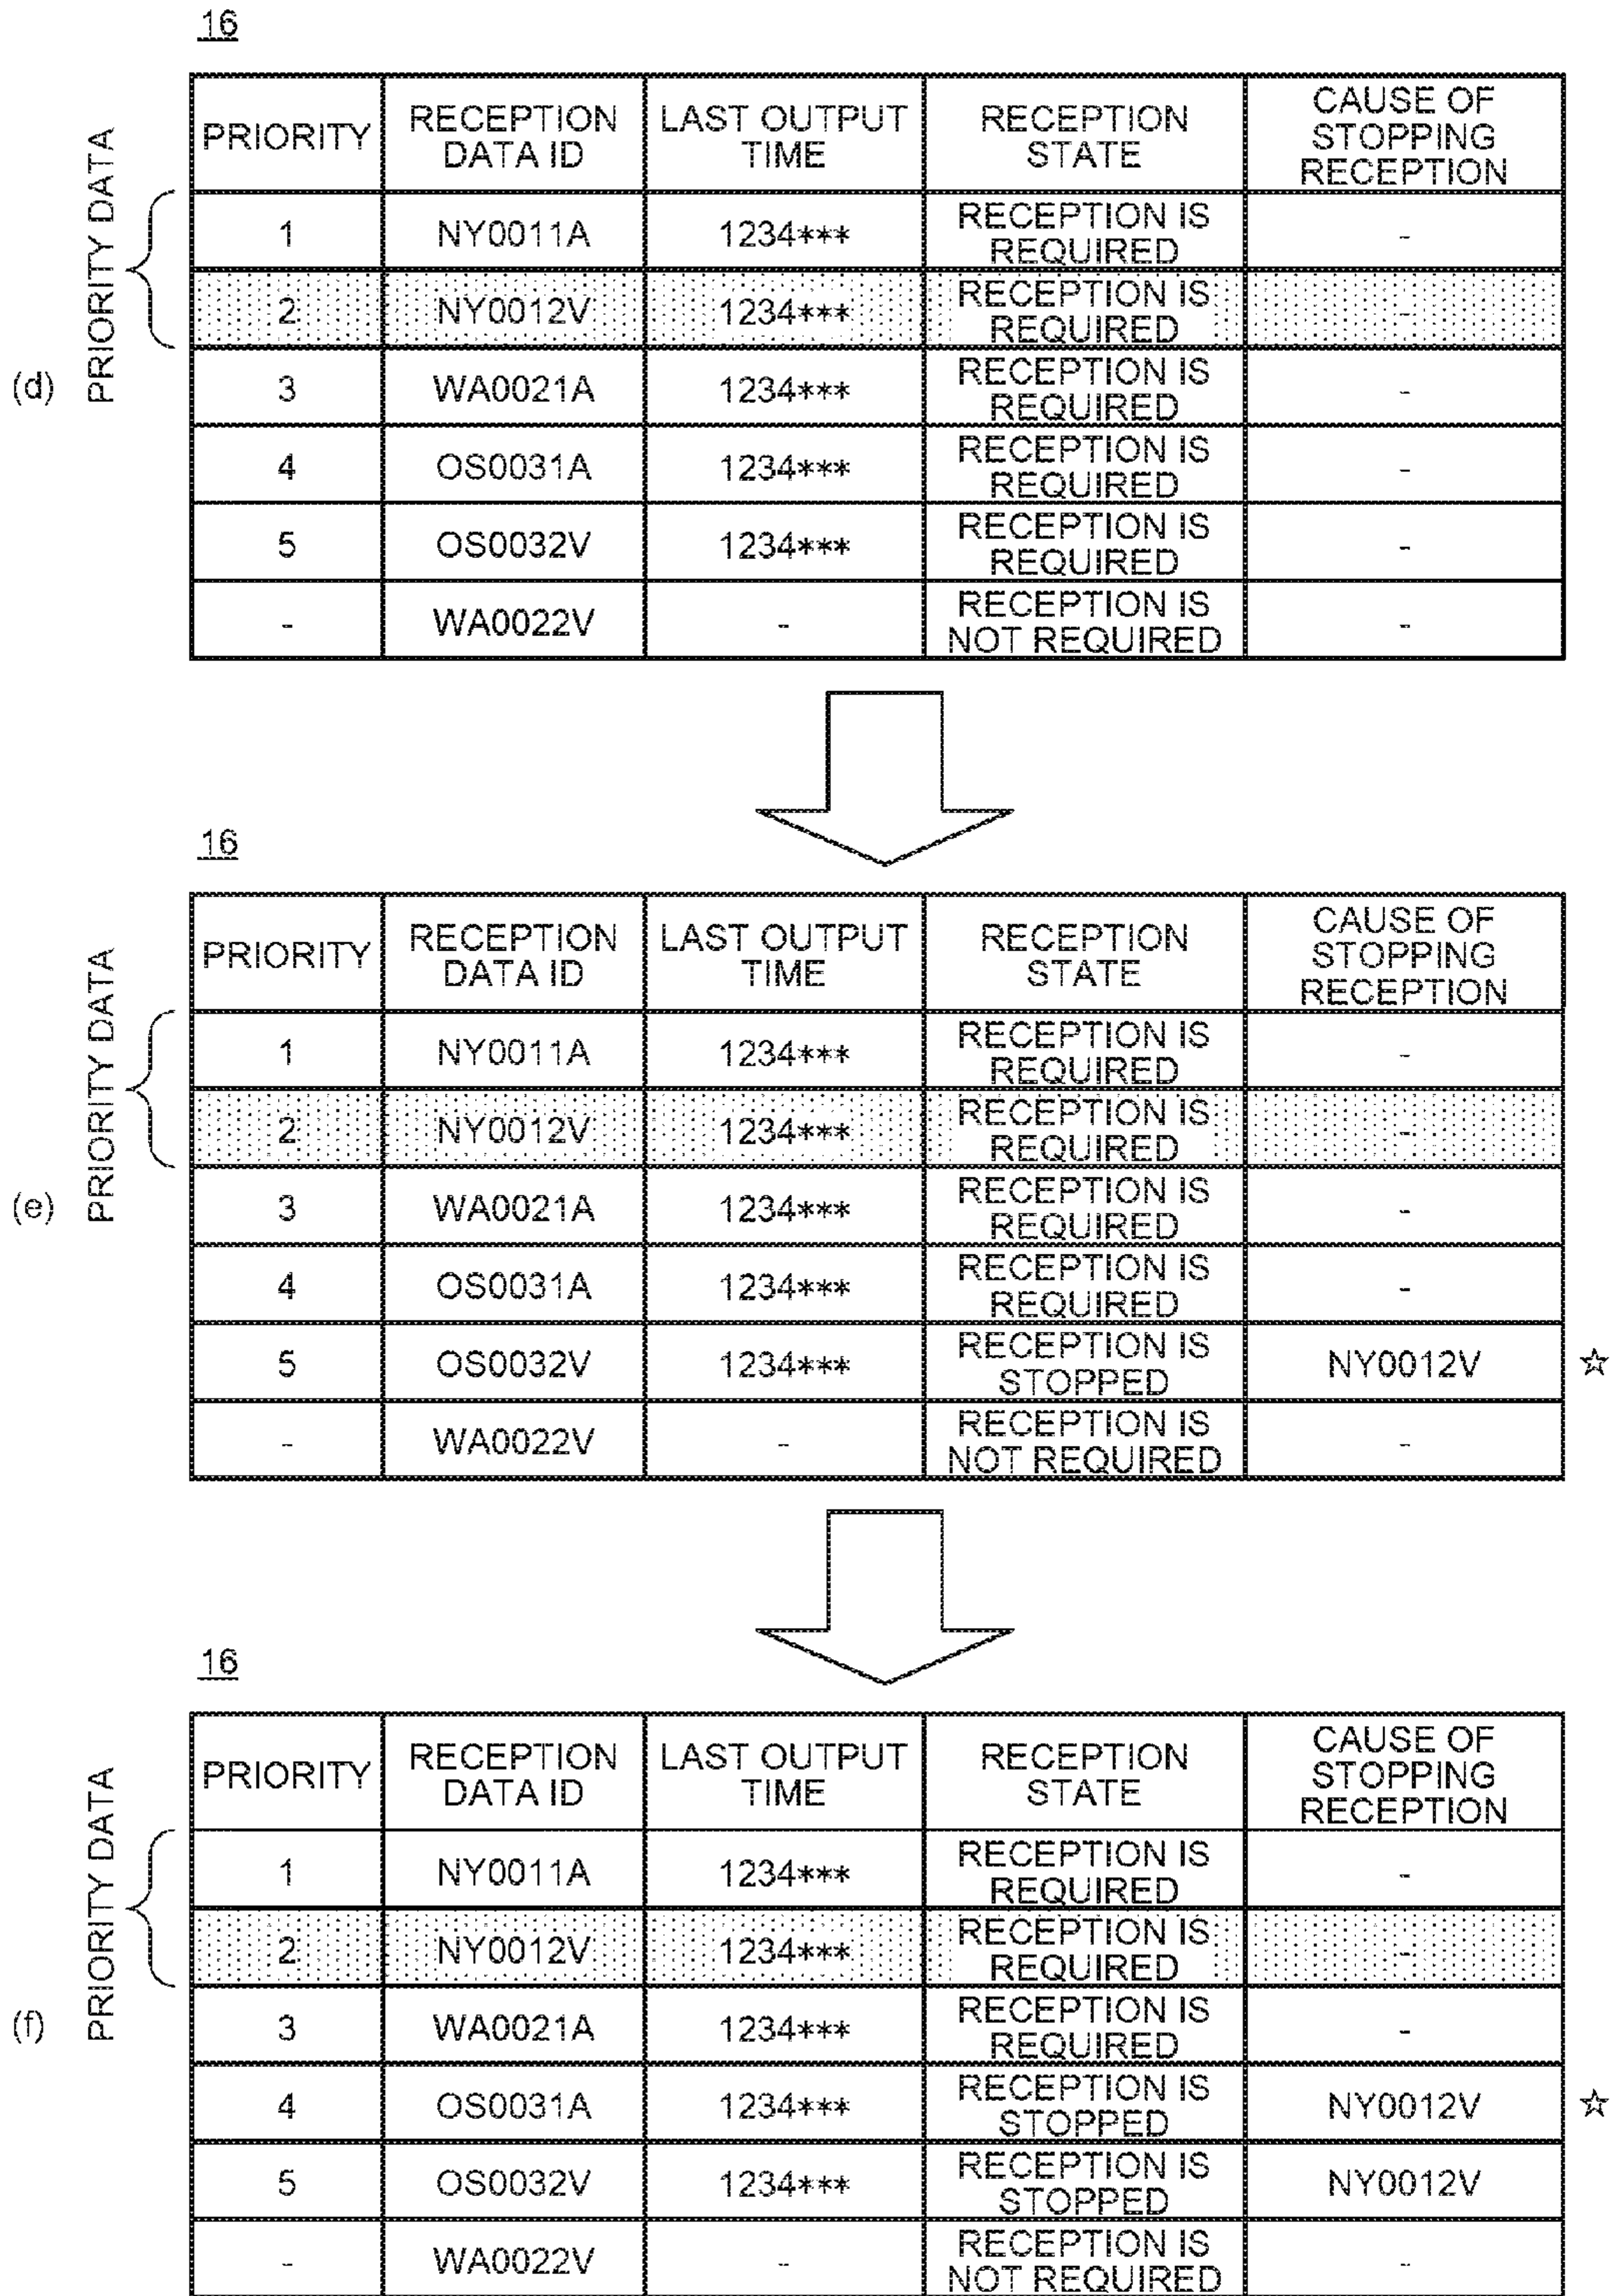 16
PRIORITY RECEPTION DATA ID LAST OUTPUT TIME RECEPTION STATE CAUSE OF STOPPING RECEPTION
1 NY0011A 1234*** RECEPTION IS REQUIRED -
2 NY0012V 1234*** RECEPTION IS REQUIRED -
3 WA0021A 1234*** RECEPTION IS REQUIRED -
4 OS0031A 1234*** RECEPTION IS REQUIRED -
5 OS0032V 1234*** RECEPTION IS REQUIRED -
- WA0022V - RECEPTION IS NOT REQUIRED -
(d) PRIORITY DATA
16
PRIORITY RECEPTION DATA ID LAST OUTPUT TIME RECEPTION STATE CAUSE OF STOPPING RECEPTION
1 NY0011A 1234*** RECEPTION IS REQUIRED -
2 NY0012V 1234*** RECEPTION IS REQUIRED -
3 WA0021A 1234*** RECEPTION IS REQUIRED -
4 OS0031A 1234*** RECEPTION IS REQUIRED -
5 OS0032V 1234*** RECEPTION IS STOPPED NY0012V ☆
- WA0022V - RECEPTION IS NOT REQUIRED -
(e) PRIORITY DATA
16
PRIORITY RECEPTION DATA ID LAST OUTPUT TIME RECEPTION STATE CAUSE OF STOPPING RECEPTION
1 NY0011A 1234*** RECEPTION IS REQUIRED -
2 NY0012V 1234*** RECEPTION IS REQUIRED -
3 WA0021A 1234*** RECEPTION IS REQUIRED -
4 OS0031A 1234*** RECEPTION IS STOPPED NY0012V ☆
5 OS0032V 1234*** RECEPTION IS STOPPED NY0012V
- WA0022V - RECEPTION IS NOT REQUIRED -
(f) PRIORITY DATA